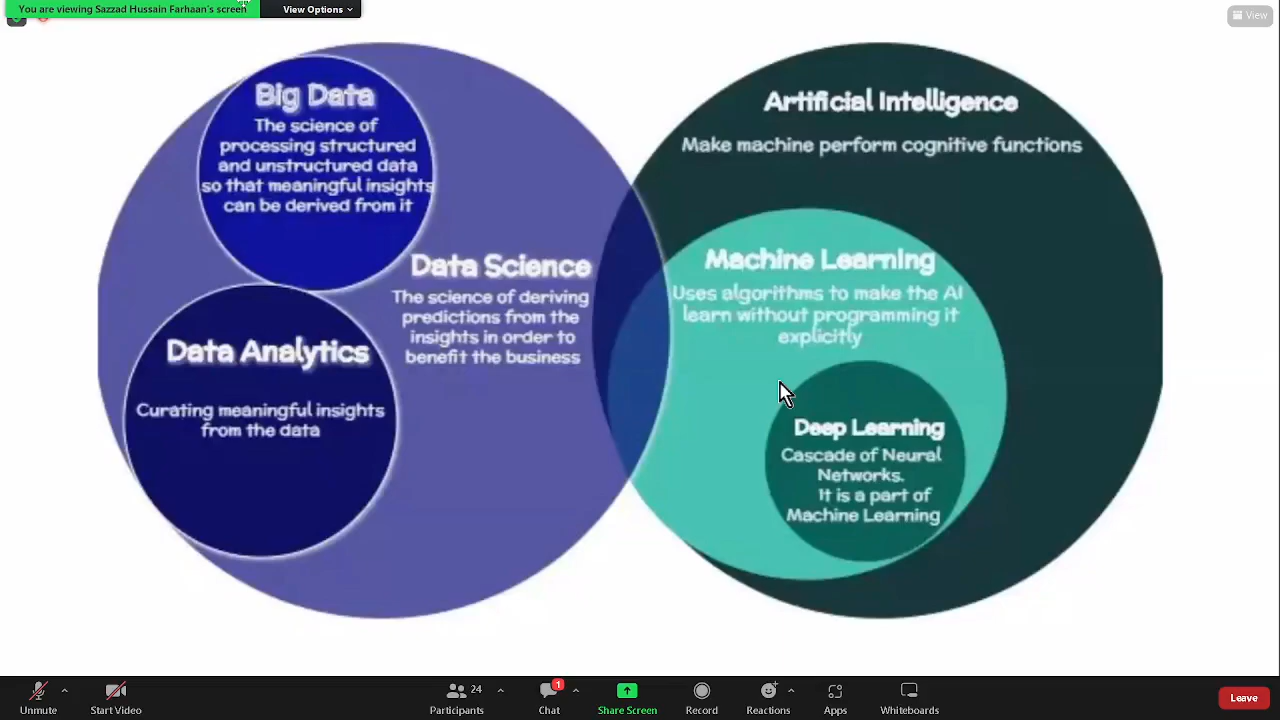 You are viewing Sazzad Hussain Farhaan's screen
View Options
View
Big Data
The science of
processing structured
and unstructured data
so that meaningful insights
can be derived from it
Data Analytics
Curating meaningful insights
from the data
Data Science
The science of deriving
predictions from the
insights in order to
benefit the business
Artificial Intelligence
Make machine perform cognitive functions
Machine Learning
Uses algorithms to make the AI
learn without programming it
explicitly
Deep Learning
Cascade of Neural
Networks.
It is a part of
Machine Learning
Unmute
Start Video
24
Participants
1
Chat
Share Screen
Record
Reactions
Apps
Whiteboards
Leave